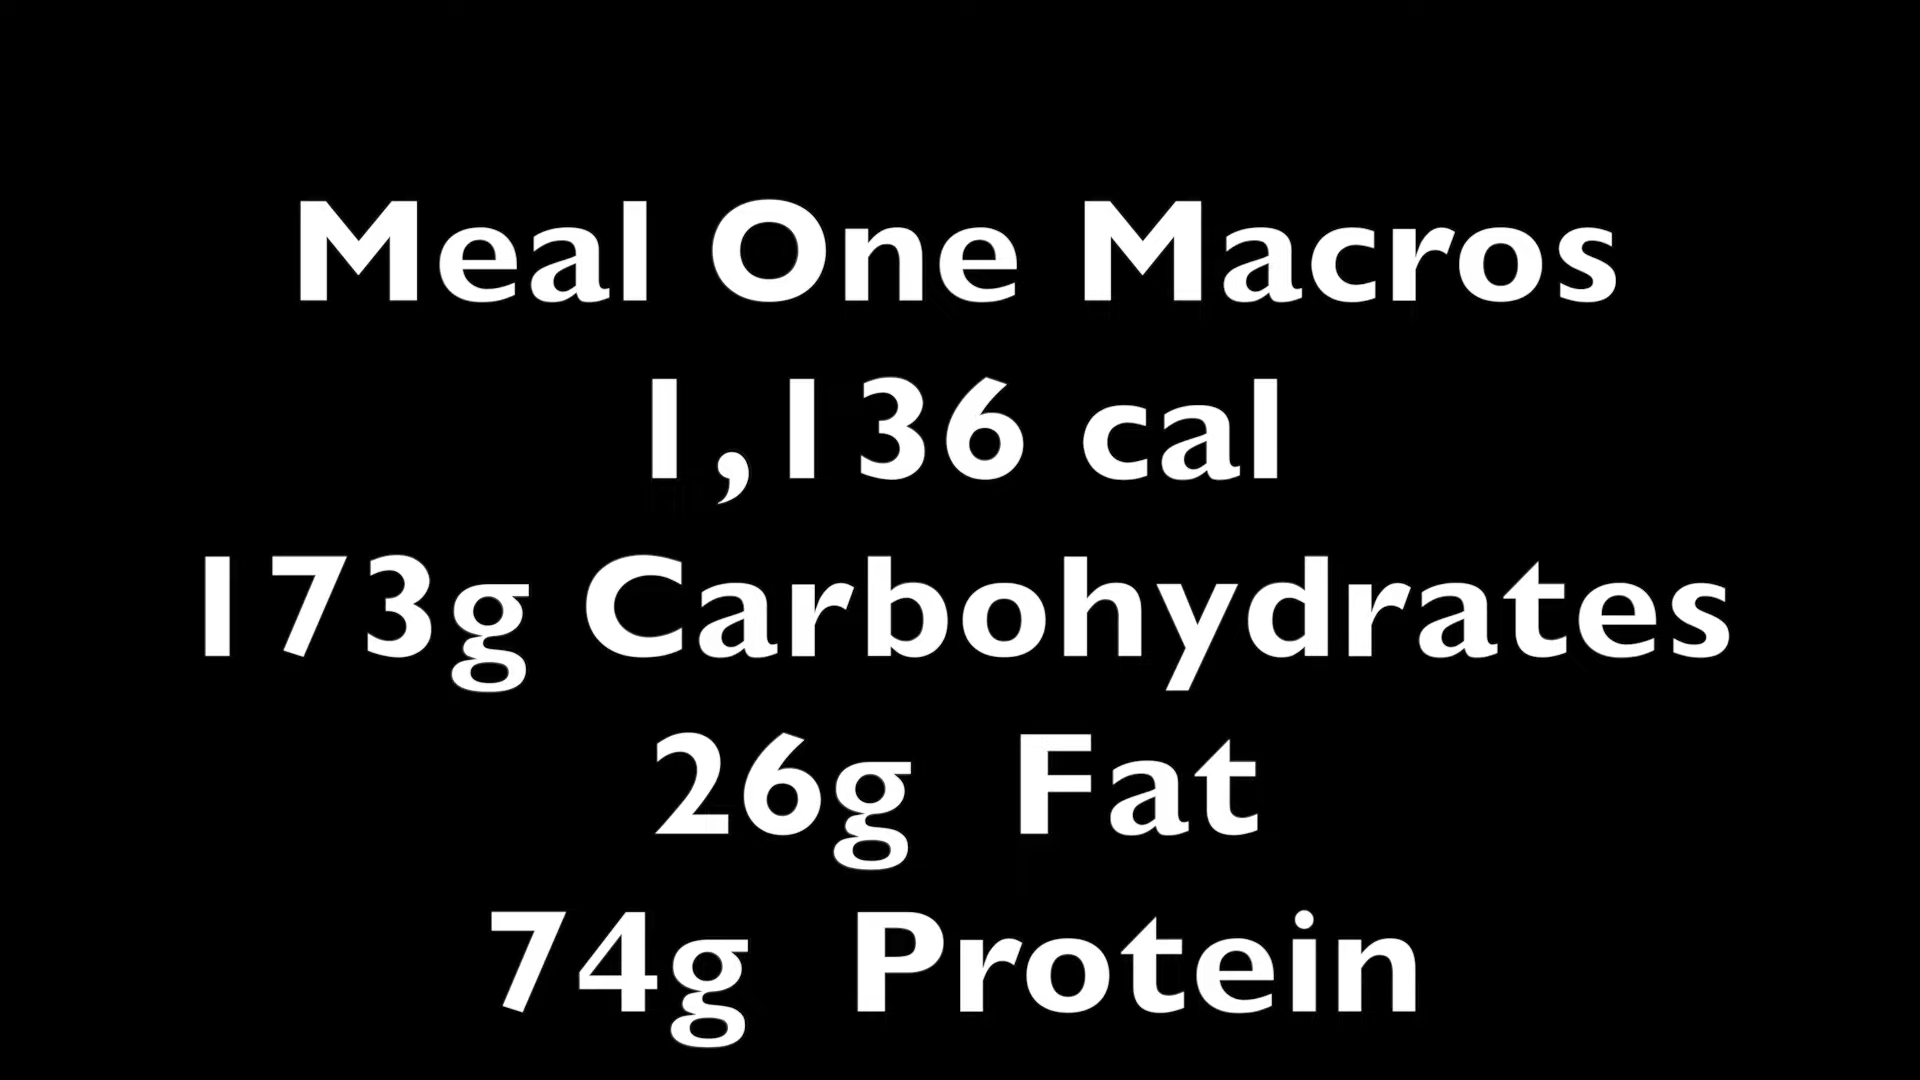 Meal One Macros
1,136 cal
173g Carbohydrates
26g Fat
74g Protein